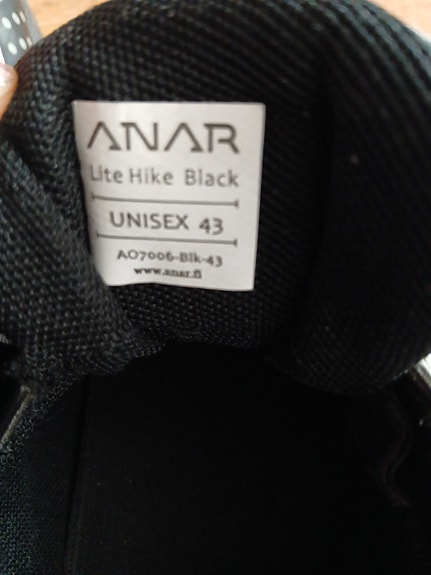 ANAR
Lite Hike Black
UNISEX 43
AO7006-Blk-43
www.anar.fi